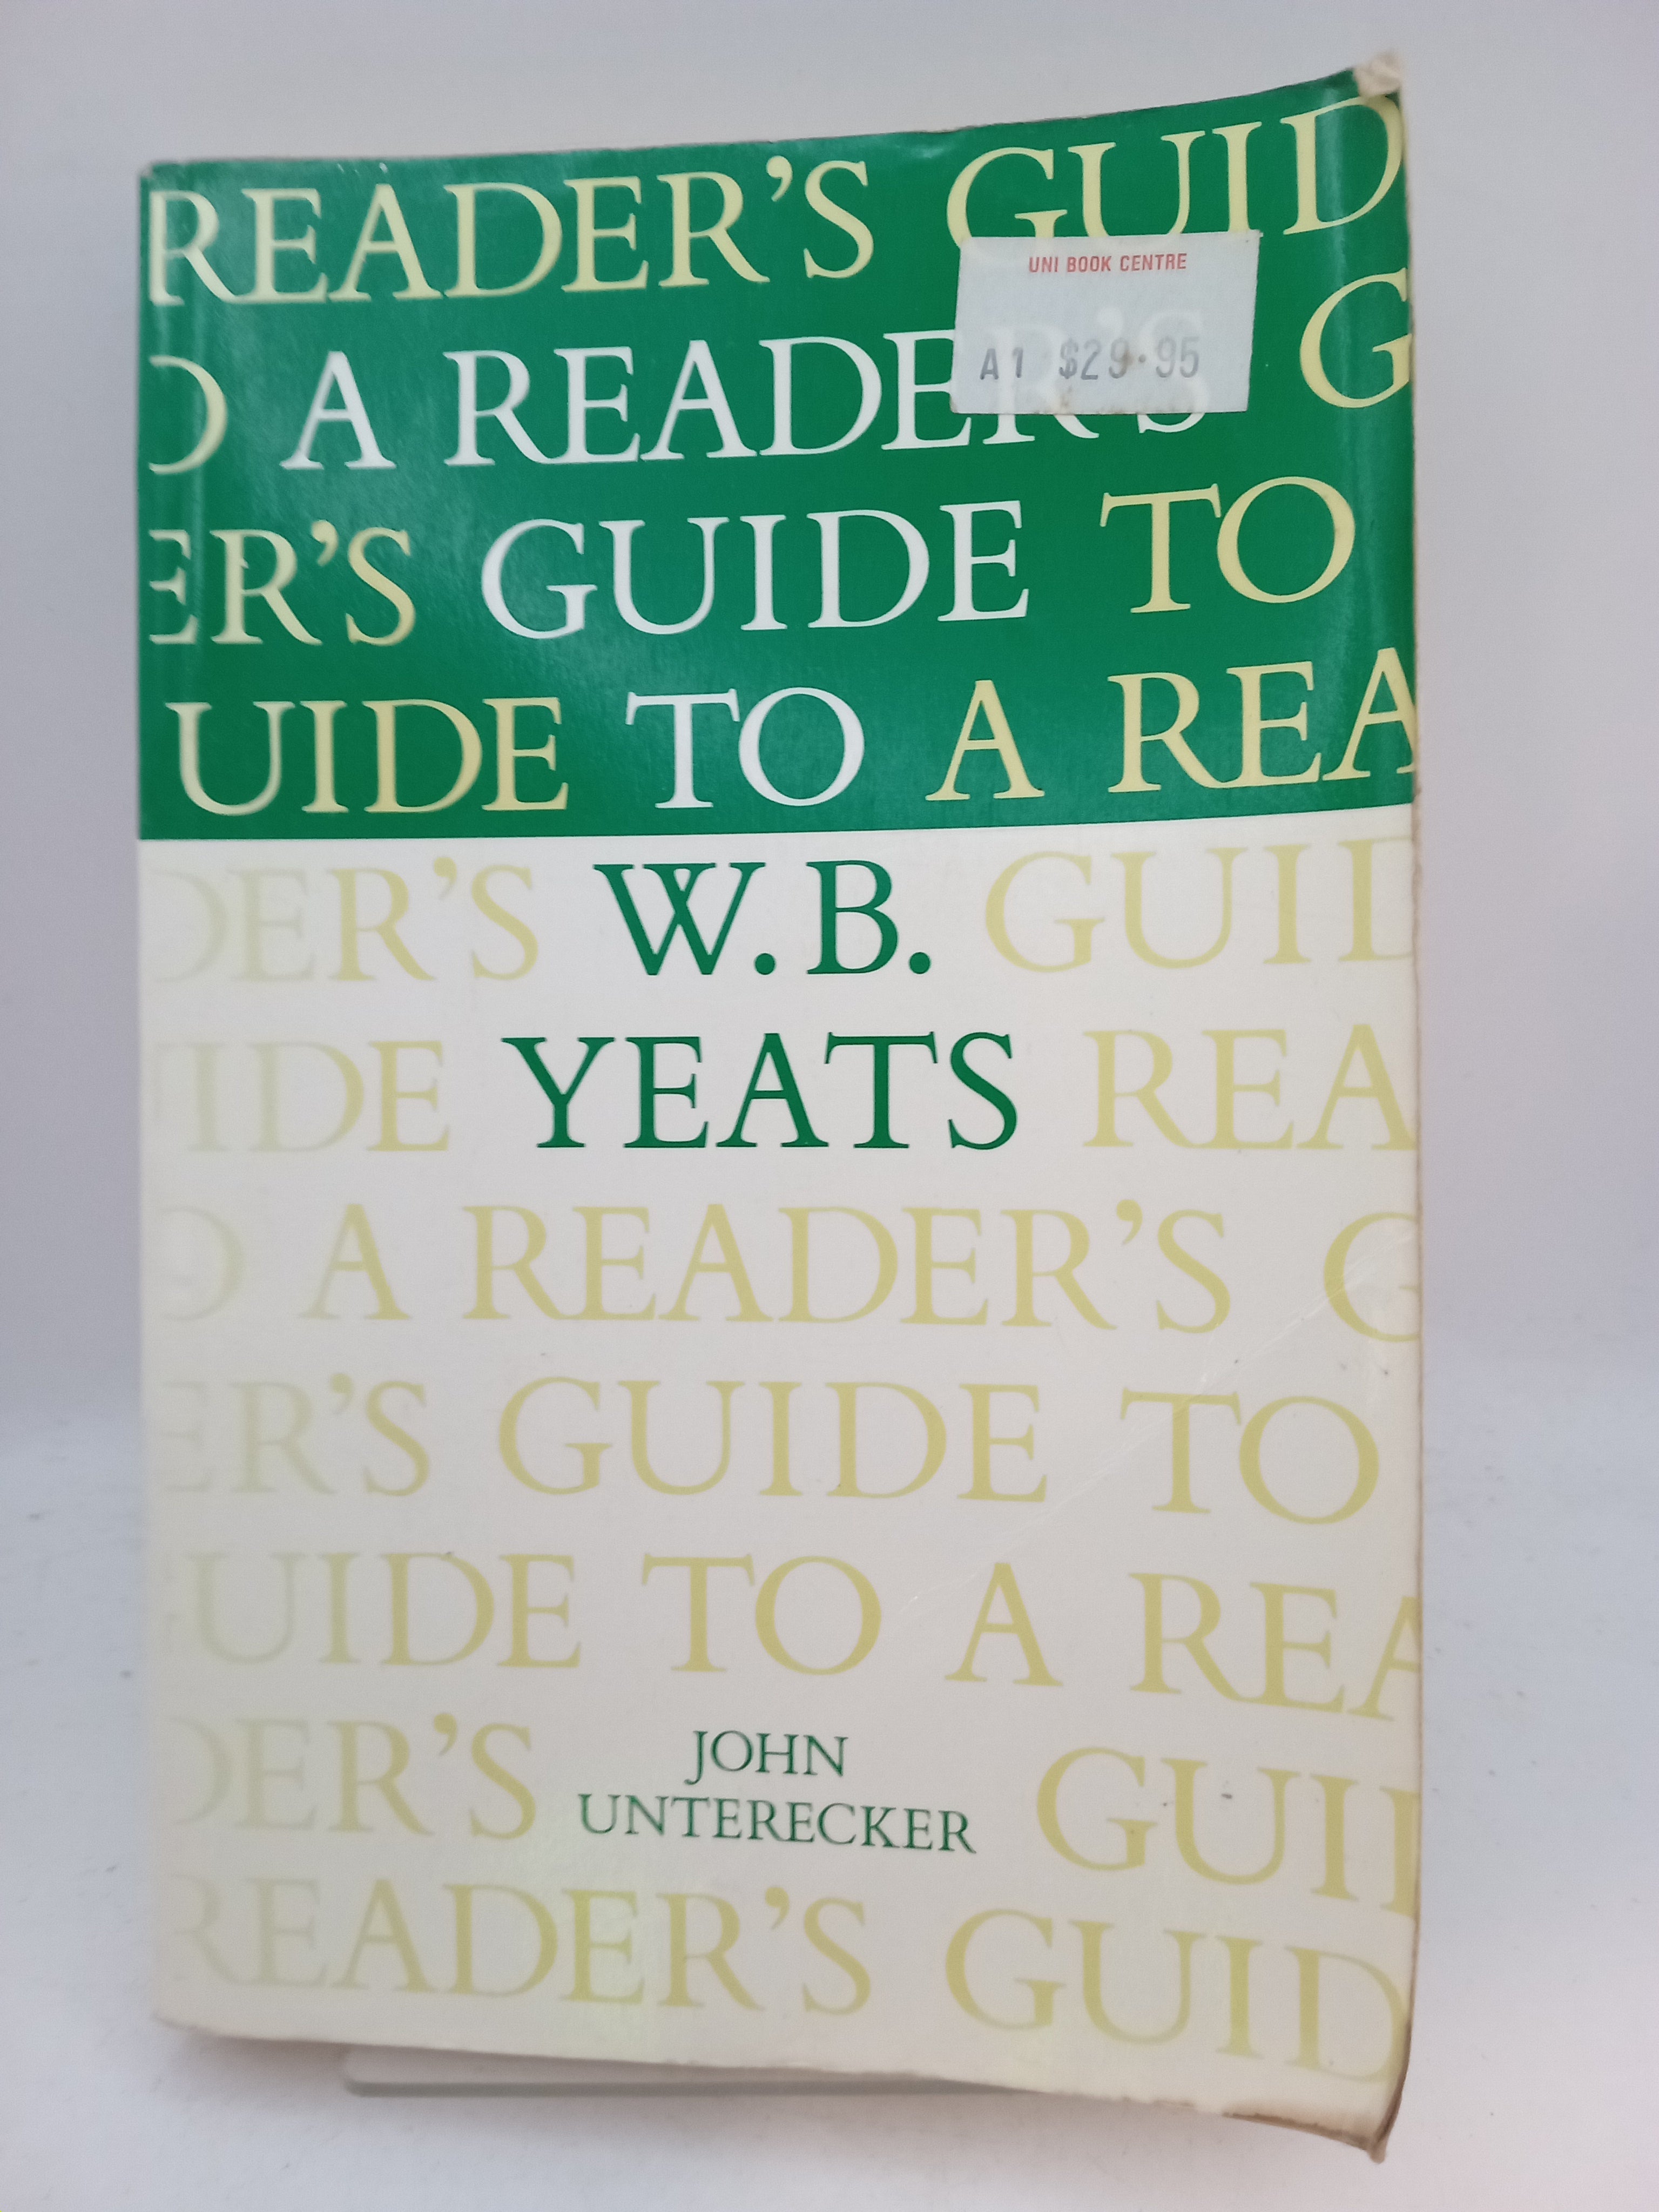 READER'S GUID
UNI BOOK CENTRE
O A READER'S G
A1 $29.95
ER'S GUIDE TO
UIDE TO A REA
DER'S W. B. GUID
IDE YEATS REA
O A READER'S G
ER'S GUIDE TO
UIDE TO A REA
DER'S JOHN GUI
UNTERECKER
READER'S GUID